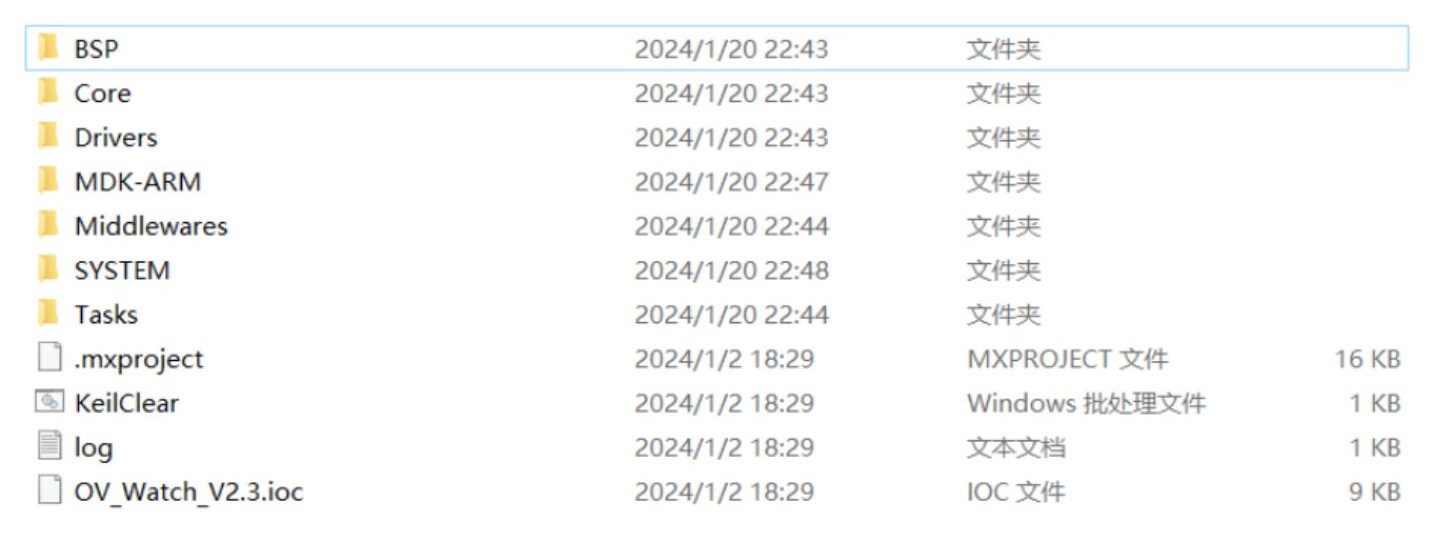 BSP 2024/1/20 22:43 文件夹
Core 2024/1/20 22:43 文件夹
Drivers 2024/1/20 22:43 文件夹
MDK-ARM 2024/1/20 22:47 文件夹
Middlewares 2024/1/20 22:44 文件夹
SYSTEM 2024/1/20 22:48 文件夹
Tasks 2024/1/20 22:44 文件夹
.mxproject 2024/1/2 18:29 MXPROJECT 文件 16 KB
KeilClear 2024/1/2 18:29 Windows 批处理文件 1 KB
log 2024/1/2 18:29 文本文档 1 KB
OV_Watch_V2.3.ioc 2024/1/2 18:29 IOC 文件 9 KB